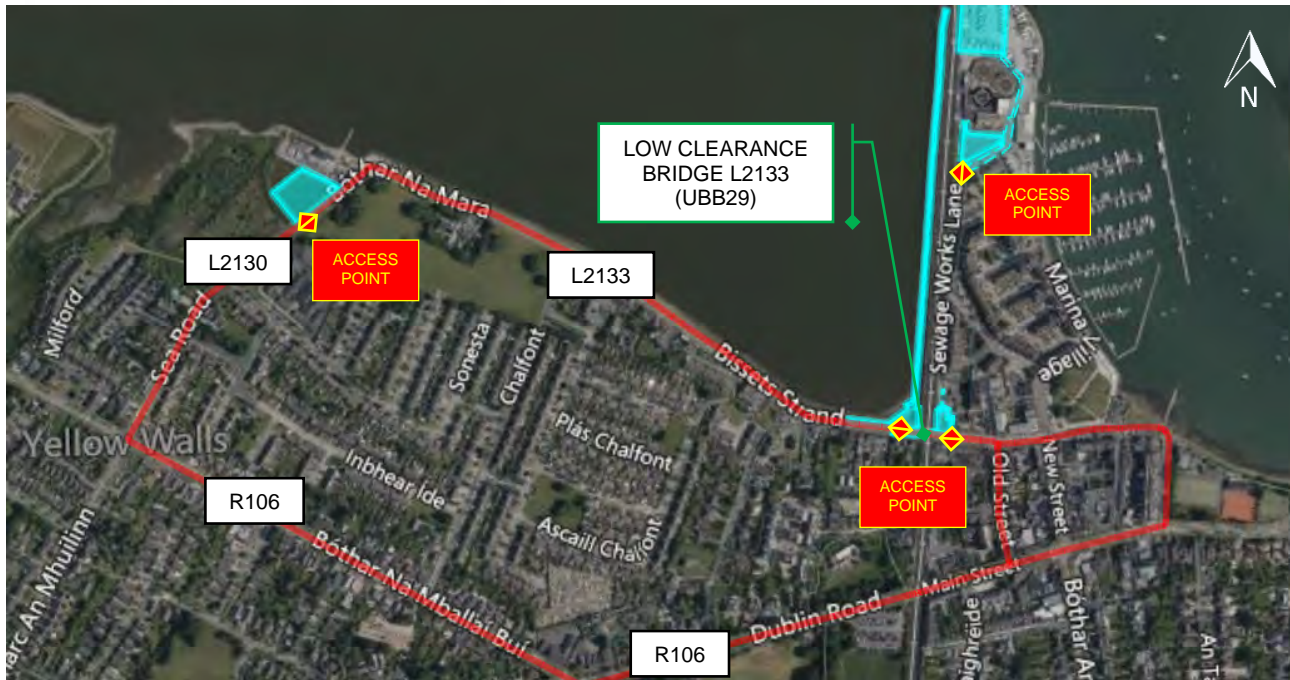 N
LOW CLEARANCE
BRIDGE L2133
(UBB29)
ACCESS
POINT
Bóthar Na Mara
L2130
ACCESS
POINT
L2133
Sewage Works Lane
Marina Village
Milford
Sea Road
Sonesta
Chalfont
Bissets Strand
Yellow Walls
Plás Chalfont
Inbhear Ide
Old Street
New Street
ACCESS
POINT
R106
Ascaill Chalfont
Bóthar Na Mballaí Buí
Main Street
Dublin Road
R106